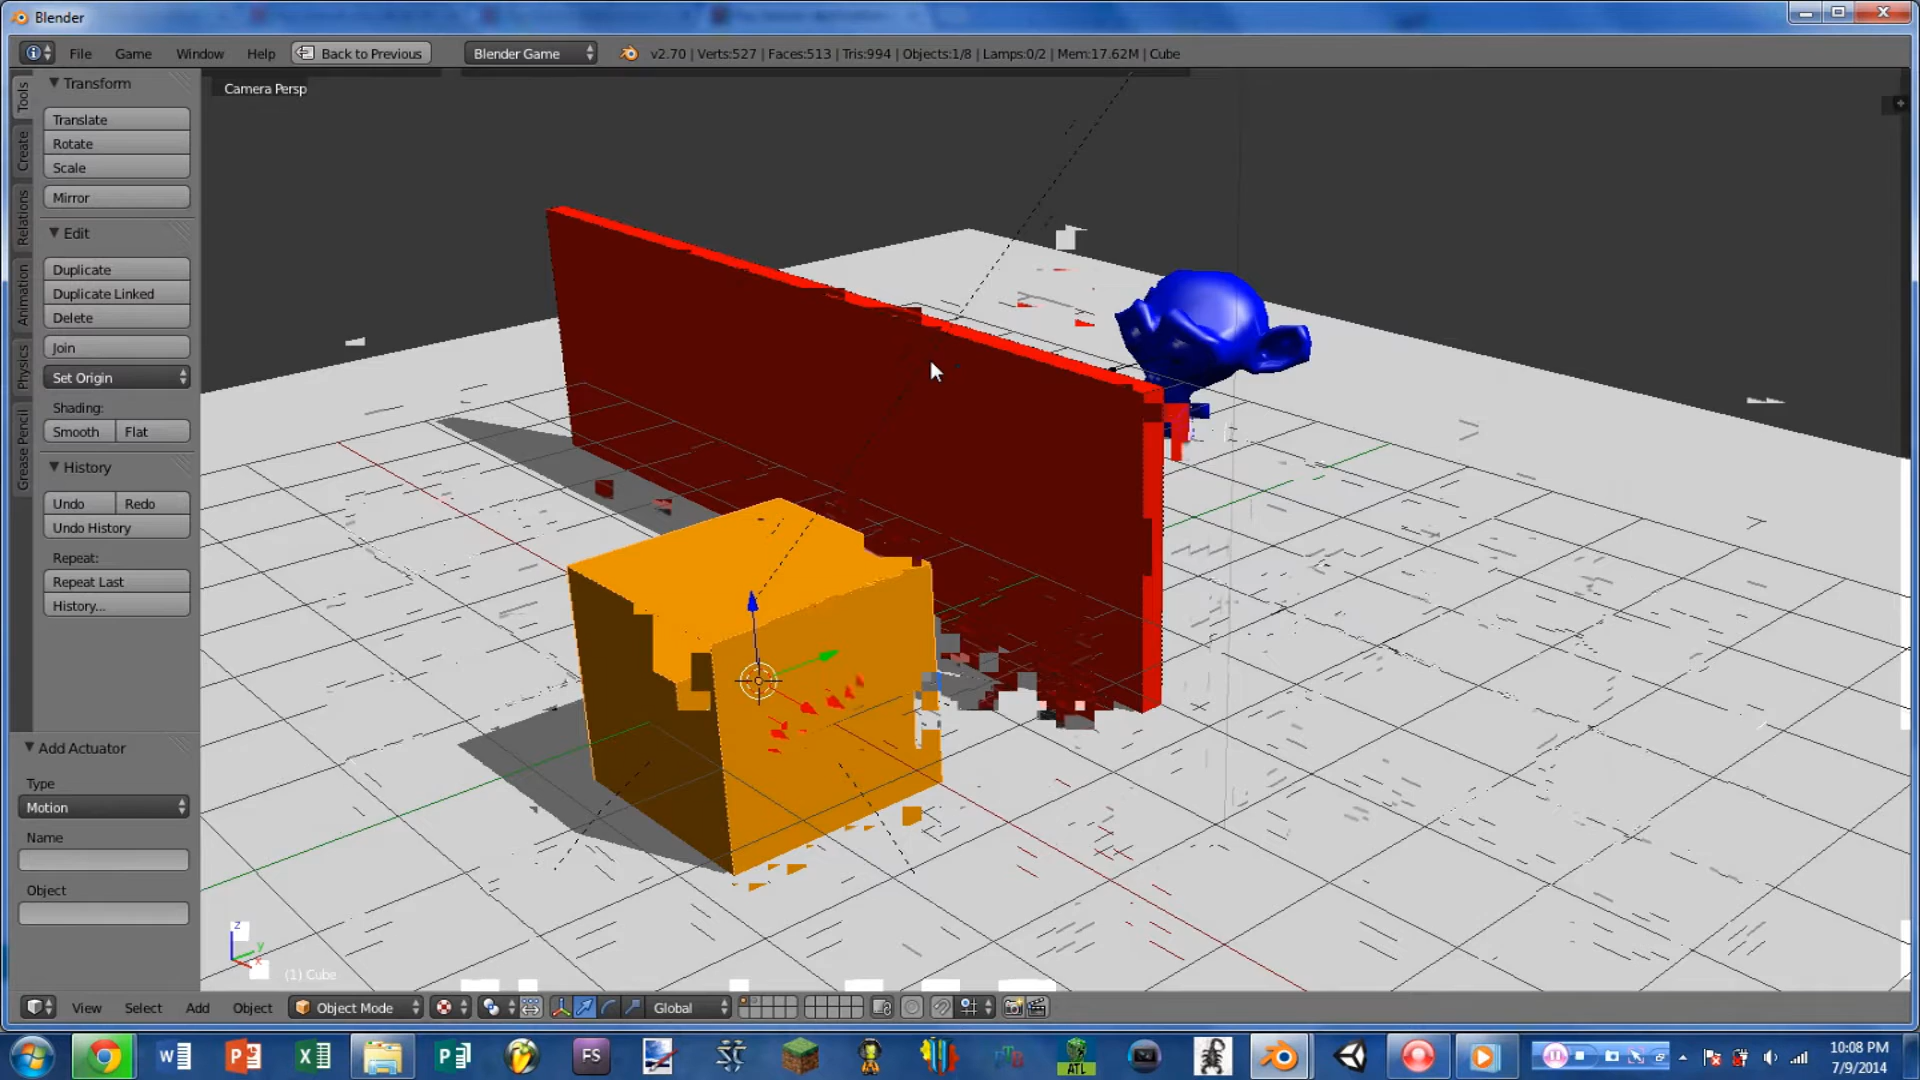 Blender
File Game Window Help Back to Previous Blender Game v2.70 | Verts:527 | Faces:513 | Tris:994 | Objects:1/8 | Lamps:0/2 | Mem:17.62M | Cube
Camera Persp
Tools
Create
Relations
Animation
Physics
Grease Pencil
Transform
Translate
Rotate
Scale
Mirror
Edit
Duplicate
Duplicate Linked
Delete
Join
Set Origin
Shading:
Smooth Flat
History
Undo Redo
Undo History
Repeat:
Repeat Last
History...
Add Actuator
Type
Motion
Name
Object
z
y
x
(1) Cube
View Select Add Object Object Mode Global
FS
ATL
10:08 PM
7/9/2014